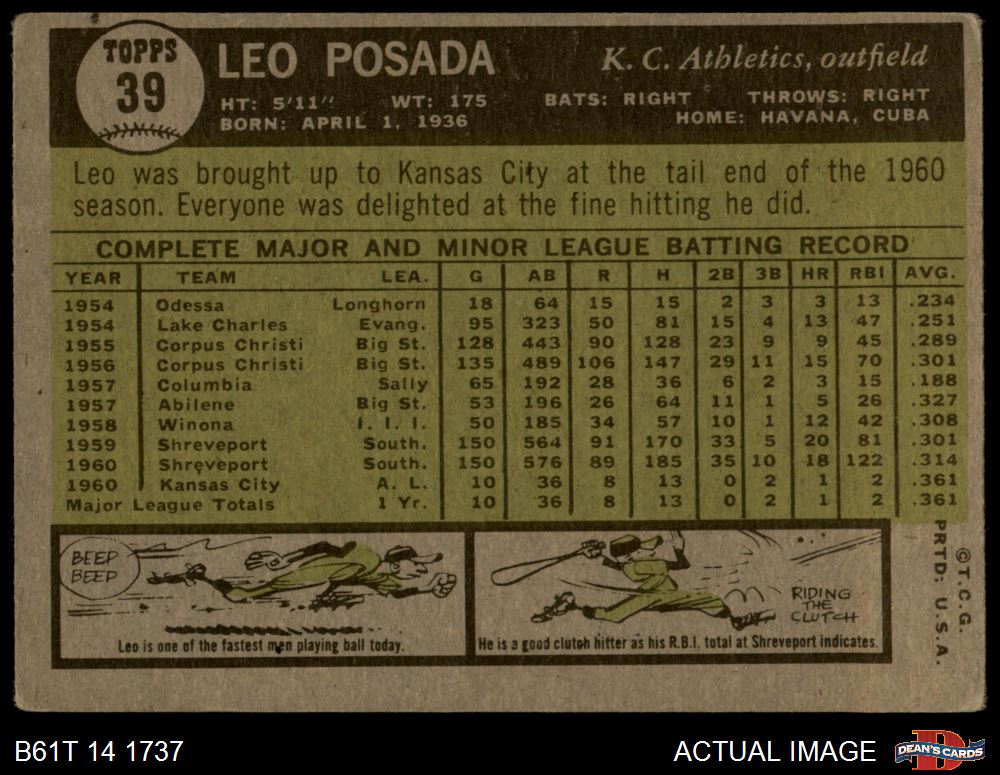 TOPPS
39
LEO POSADA
K. C. Athletics, outfield
HT: 5'11" WT: 175 BATS: RIGHT THROWS: RIGHT
BORN: APRIL 1, 1936 HOME: HAVANA, CUBA
Leo was brought up to Kansas City at the tail end of the 1960
season. Everyone was delighted at the fine hitting he did.
COMPLETE MAJOR AND MINOR LEAGUE BATTING RECORD
YEAR TEAM LEA. G AB R H 2B 3B HR RBI AVG.
1954 Odessa Longhorn 18 64 15 15 2 3 3 13 .234
1954 Lake Charles Evang. 95 323 50 81 15 4 13 47 .251
1955 Corpus Christi Big St. 128 443 90 128 23 9 9 45 .289
1956 Corpus Christi Big St. 135 489 106 147 29 11 15 70 .301
1957 Columbia Sally 65 192 28 36 6 2 3 15 .188
1957 Abilene Big St. 53 196 26 64 11 1 5 26 .327
1958 Winona I. I. I. 50 185 34 57 10 1 12 42 .308
1959 Shreveport South. 150 564 91 170 33 5 20 81 .301
1960 Shreveport South. 150 576 89 185 35 10 18 122 .314
1960 Kansas City A. L. 10 36 8 13 0 2 1 2 .361
Major League Totals 1 Yr. 10 36 8 13 0 2 1 2 .361
BEEP
BEEP
Leo is one of the fastest men playing ball today.
RIDING
THE
CLUTCH
He is a good clutch hitter as his R.B.I. total at Shreveport indicates.
©T.C.G.
PRTD: U.S.A.
B61T 14 1737
ACTUAL IMAGE
D
DEAN'S CARDS